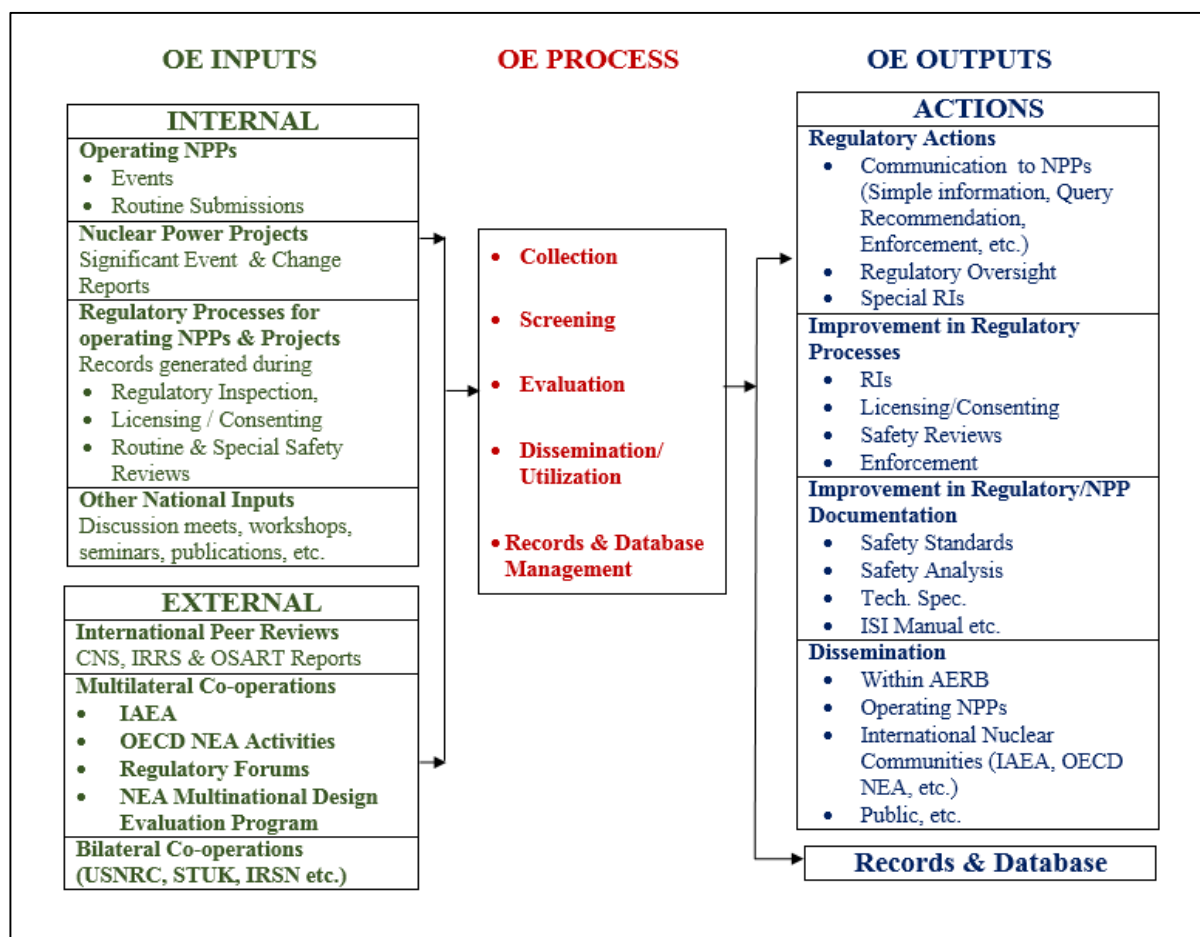 OE INPUTS
INTERNAL
Operating NPPs
• Events
• Routine Submissions
Nuclear Power Projects
Significant Event & Change
Reports
Regulatory Processes for
operating NPPs & Projects
Records generated during
• Regulatory Inspection,
• Licensing / Consenting
• Routine & Special Safety
Reviews
Other National Inputs
Discussion meets, workshops,
seminars, publications, etc.
EXTERNAL
International Peer Reviews
CNS, IRRS & OSART Reports
Multilateral Co-operations
• IAEA
• OECD NEA Activities
• Regulatory Forums
• NEA Multinational Design
Evaluation Program
Bilateral Co-operations
(USNRC, STUK, IRSN etc.)
OE PROCESS
• Collection
• Screening
• Evaluation
• Dissemination/
Utilization
• Records & Database
Management
OE OUTPUTS
ACTIONS
Regulatory Actions
• Communication to NPPs
(Simple information, Query
Recommendation,
Enforcement, etc.)
• Regulatory Oversight
• Special RIs
Improvement in Regulatory
Processes
• RIs
• Licensing/Consenting
• Safety Reviews
• Enforcement
Improvement in Regulatory/NPP
Documentation
• Safety Standards
• Safety Analysis
• Tech. Spec.
• ISI Manual etc.
Dissemination
• Within AERB
• Operating NPPs
• International Nuclear
Communities (IAEA, OECD
NEA, etc.)
• Public, etc.
Records & Database